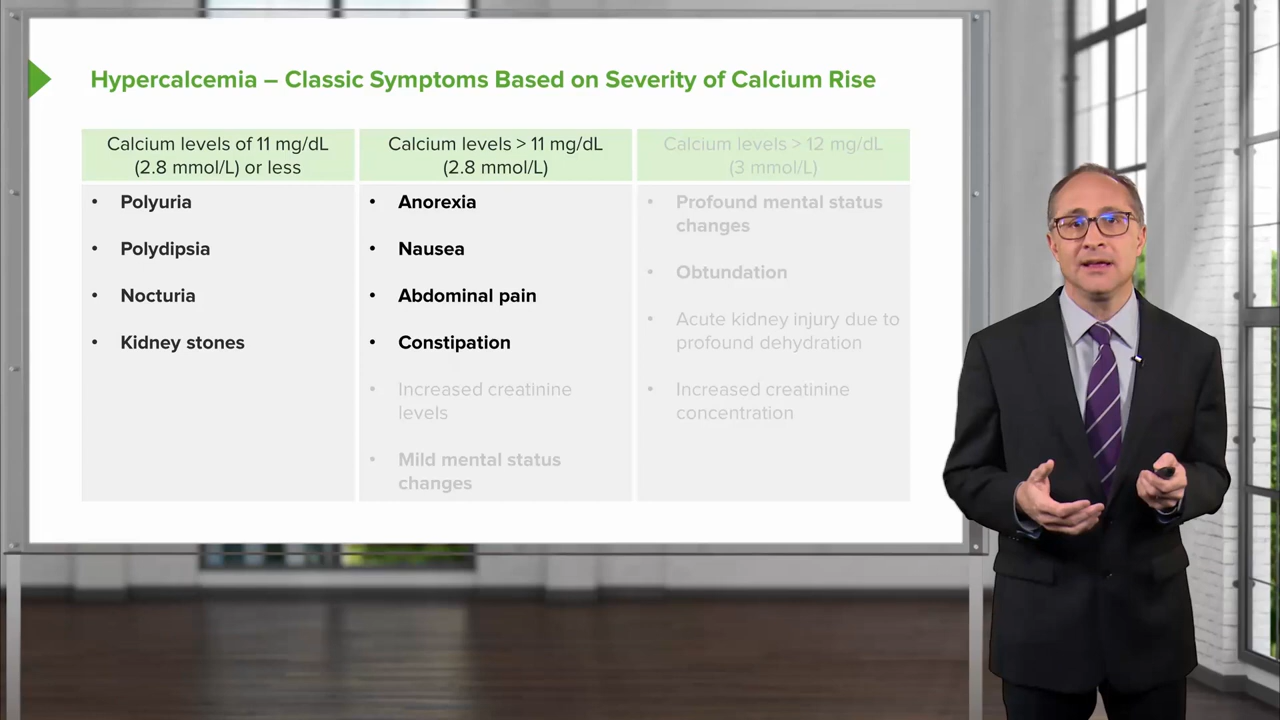 Hypercalcemia – Classic Symptoms Based on Severity of Calcium Rise
Calcium levels of 11 mg/dL
(2.8 mmol/L) or less
• Polyuria
• Polydipsia
• Nocturia
• Kidney stones
Calcium levels > 11 mg/dL
(2.8 mmol/L)
• Anorexia
• Nausea
• Abdominal pain
• Constipation
• Increased creatinine
levels
• Mild mental status
changes
Calcium levels > 12 mg/dL
(3 mmol/L)
• Profound mental status
changes
• Obtundation
• Acute kidney injury due to
profound dehydration
• Increased creatinine
concentration